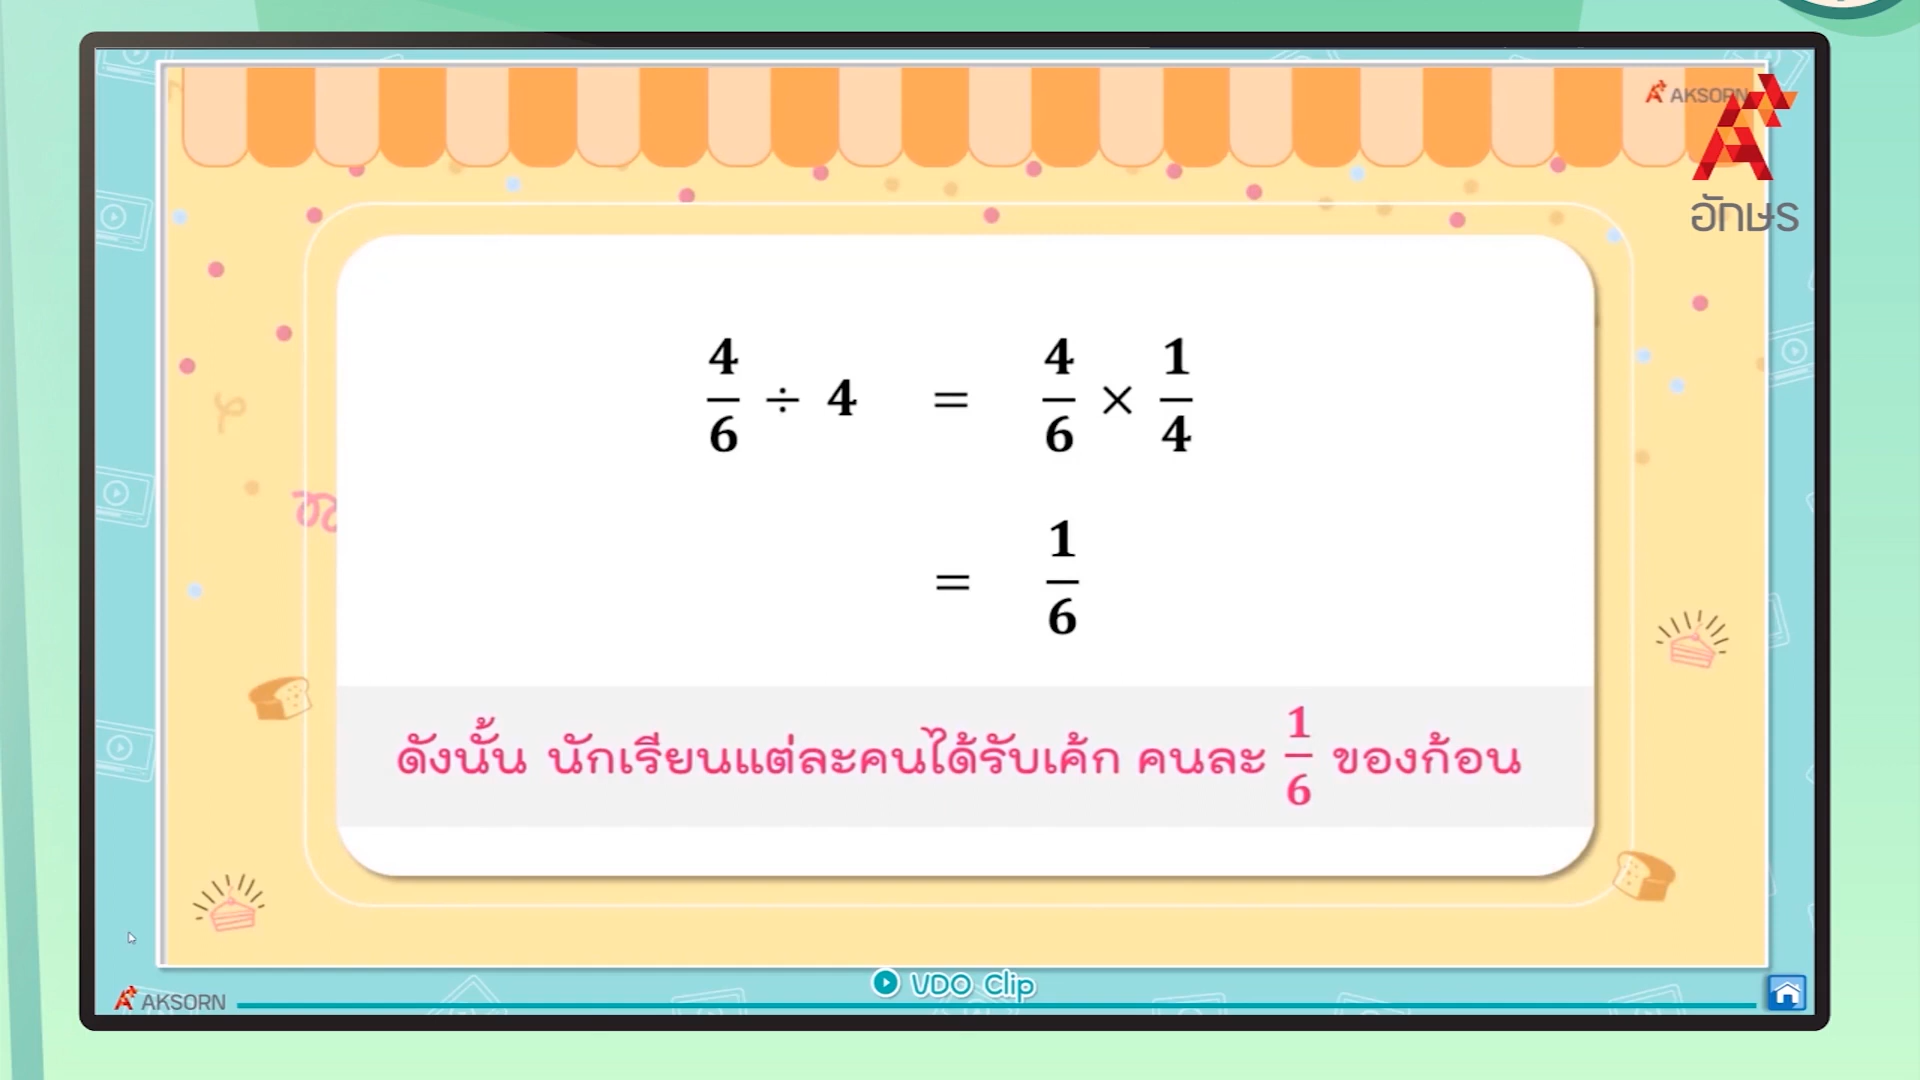 AKSORN
อักษร
4/6 ÷ 4 = 4/6 × 1/4
= 1/6
ดังนั้น นักเรียนแต่ละคนได้รับเค้ก คนละ 1/6 ของก้อน
VDO Clip
AKSORN